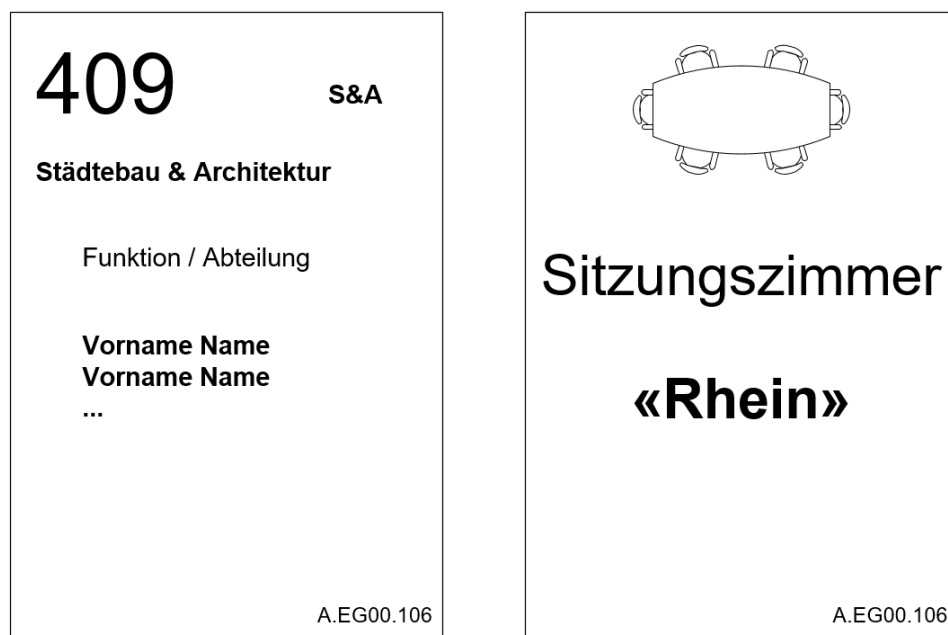 409
S&A
Städtebau & Architektur
Funktion / Abteilung
Vorname Name
Vorname Name
...
A.EG00.106
Sitzungszimmer
«Rhein»
A.EG00.106